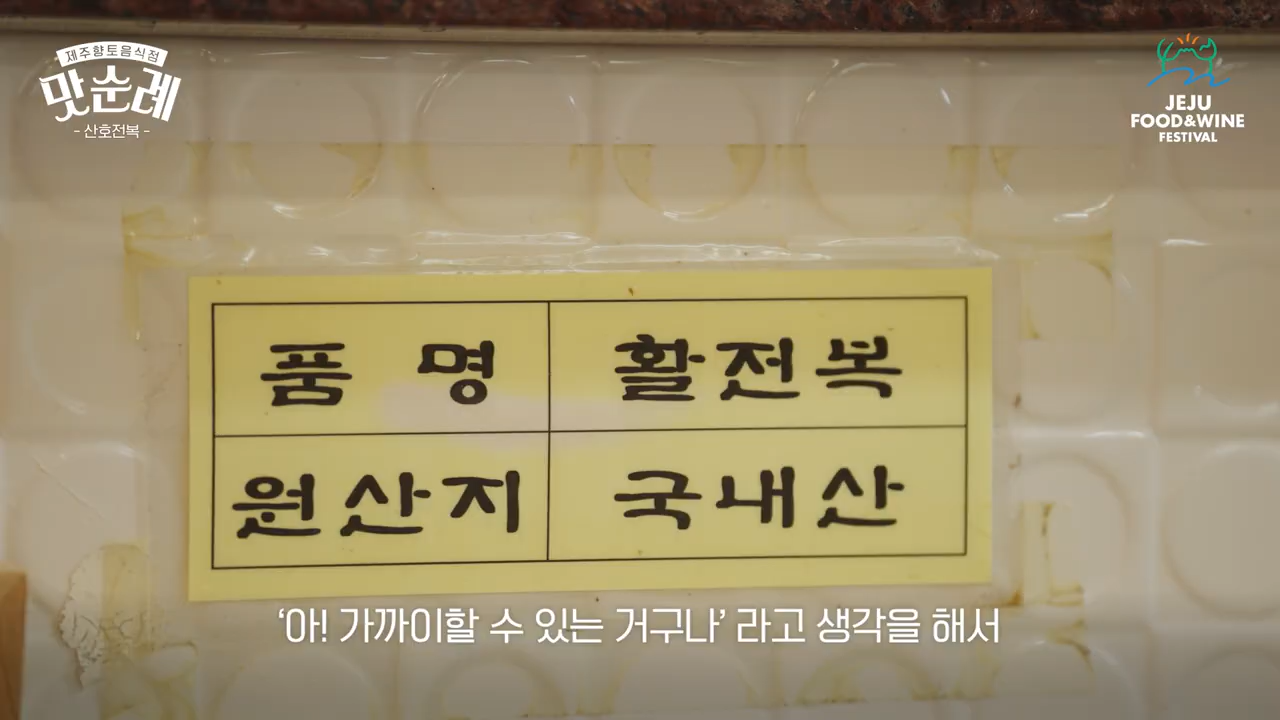 제주향토음식점
맛순례
- 산호전복 -
JEJU
FOOD&WINE
FESTIVAL
품 명 활전복
원산지 국내산
‘아! 가까이할 수 있는 거구나’ 라고 생각을 해서